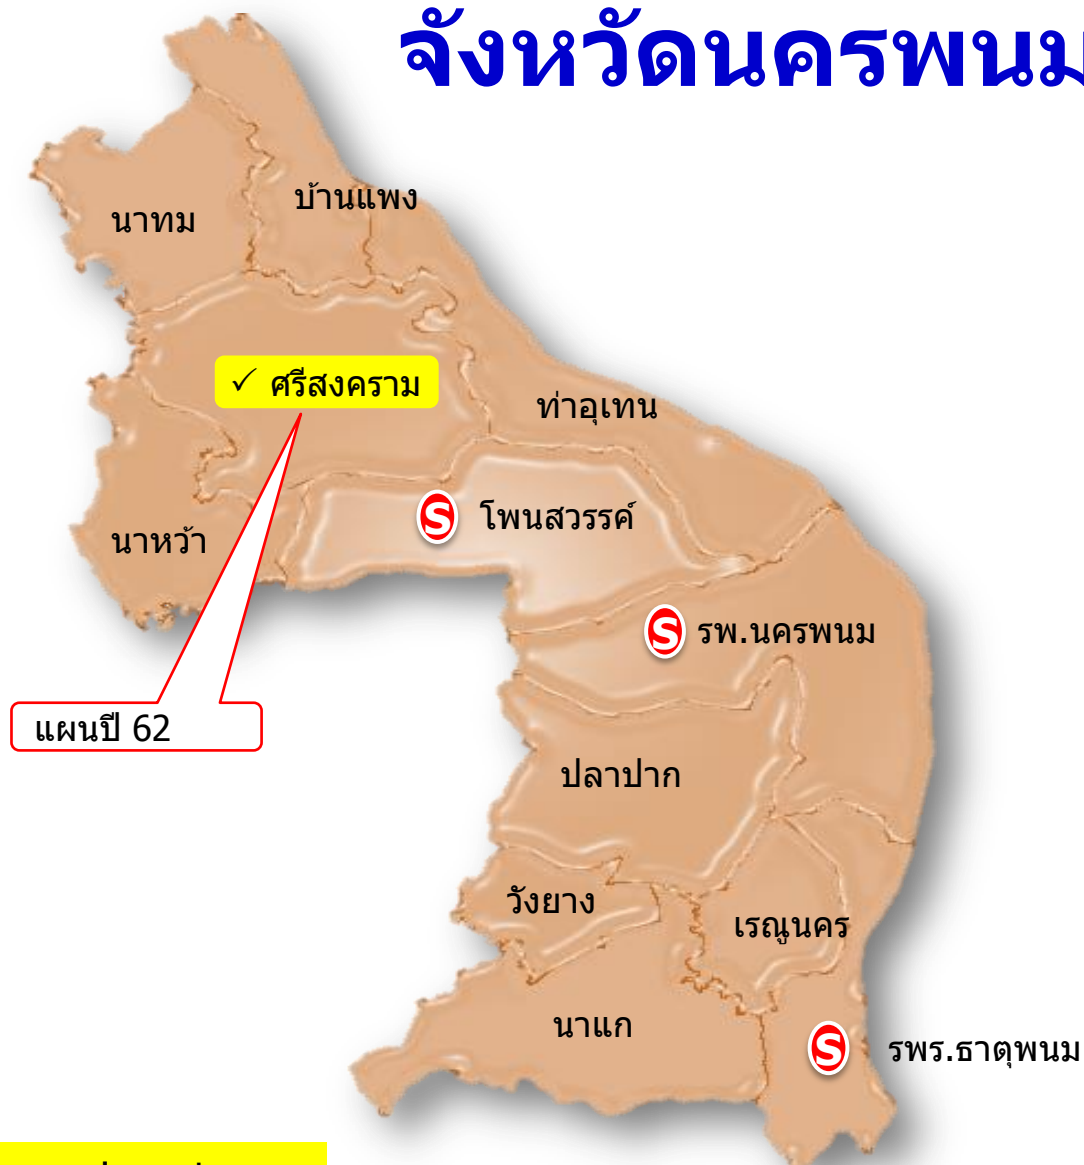 จังหวัดนครพนม
บ้านแพง
นาทม
✓ ศรีสงคราม
ท่าอุเทน
S โพนสวรรค์
นาหว้า
S รพ.นครพนม
แผนปี 62
ปลาปาก
วังยาง
เรณูนคร
นาแก
S รพร.ธาตุพนม